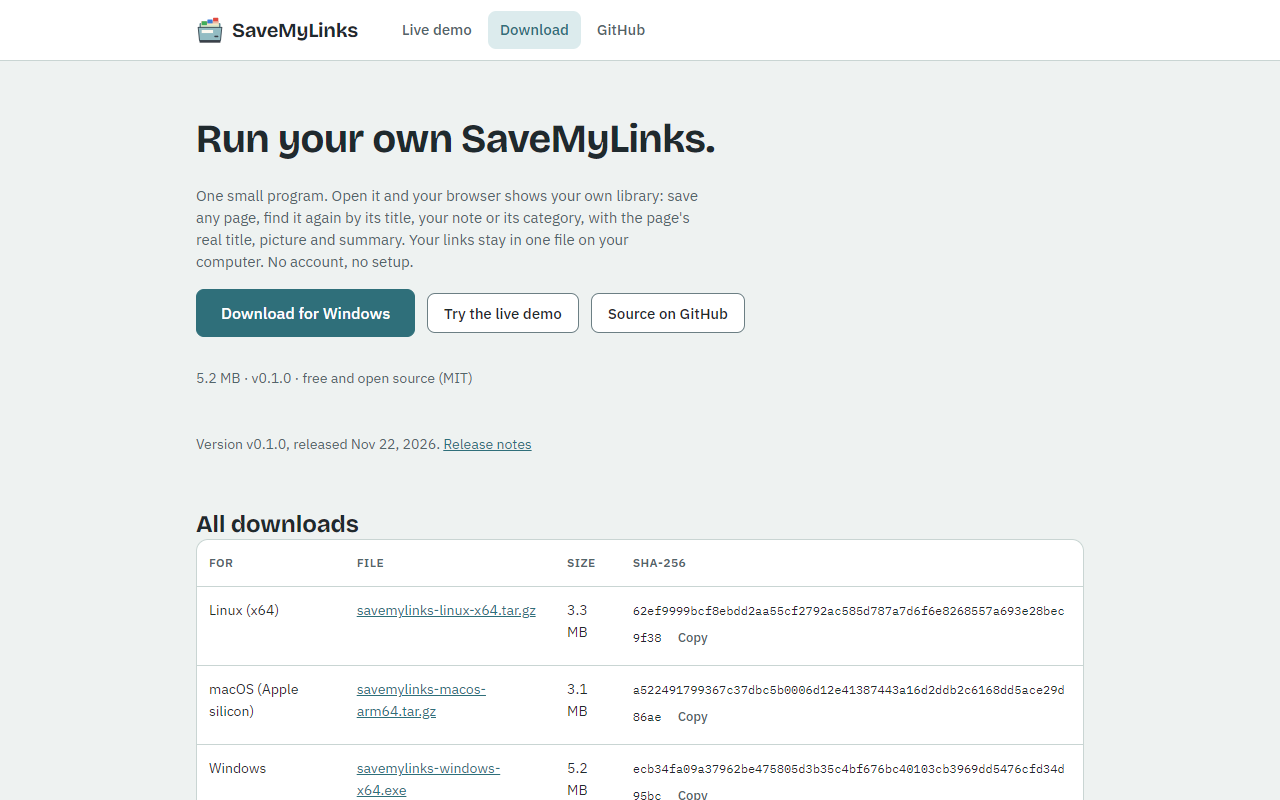 SaveMyLinks Live demo Download GitHub
Run your own SaveMyLinks.
One small program. Open it and your browser shows your own library: save
any page, find it again by its title, your note or its category, with the page's
real title, picture and summary. Your links stay in one file on your
computer. No account, no setup.
Download for Windows Try the live demo Source on GitHub
5.2 MB · v0.1.0 · free and open source (MIT)
Version v0.1.0, released Nov 22, 2026. Release notes
All downloads
FOR FILE SIZE SHA-256
Linux (x64) savemylinks-linux-x64.tar.gz 3.3 62ef9999bcf8ebdd2aa55cf2792ac585d787a7d6f6e8268557a693e28bec
MB 9f38 Copy
macOS (Apple savemylinks-macos- 3.1 a522491799367c37dbc5b0006d12e41387443a16d2ddb2c6168dd5ace29d
silicon) arm64.tar.gz MB 86ae Copy
Windows savemylinks-windows- 5.2 ecb34fa09a37962be475805d3b35c4bf676bc40103cb3969dd5476cfd34d
x64.exe MB 95bc Copy